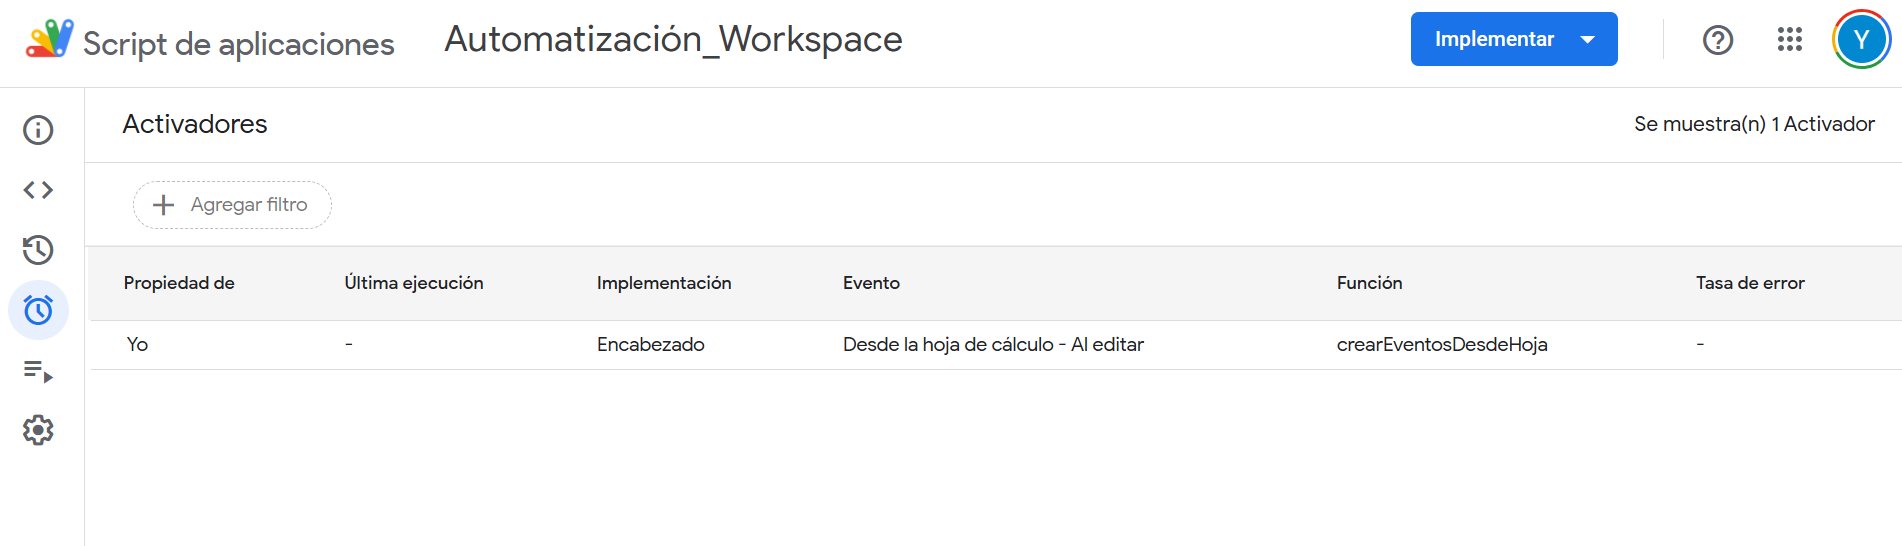 Script de aplicaciones
Automatización_Workspace
Implementar
Y
Activadores
Se muestra(n) 1 Activador
Agregar filtro
Propiedad de Última ejecución Implementación Evento Función Tasa de error
Yo - Encabezado Desde la hoja de cálculo - Al editar crearEventosDesdeHoja -